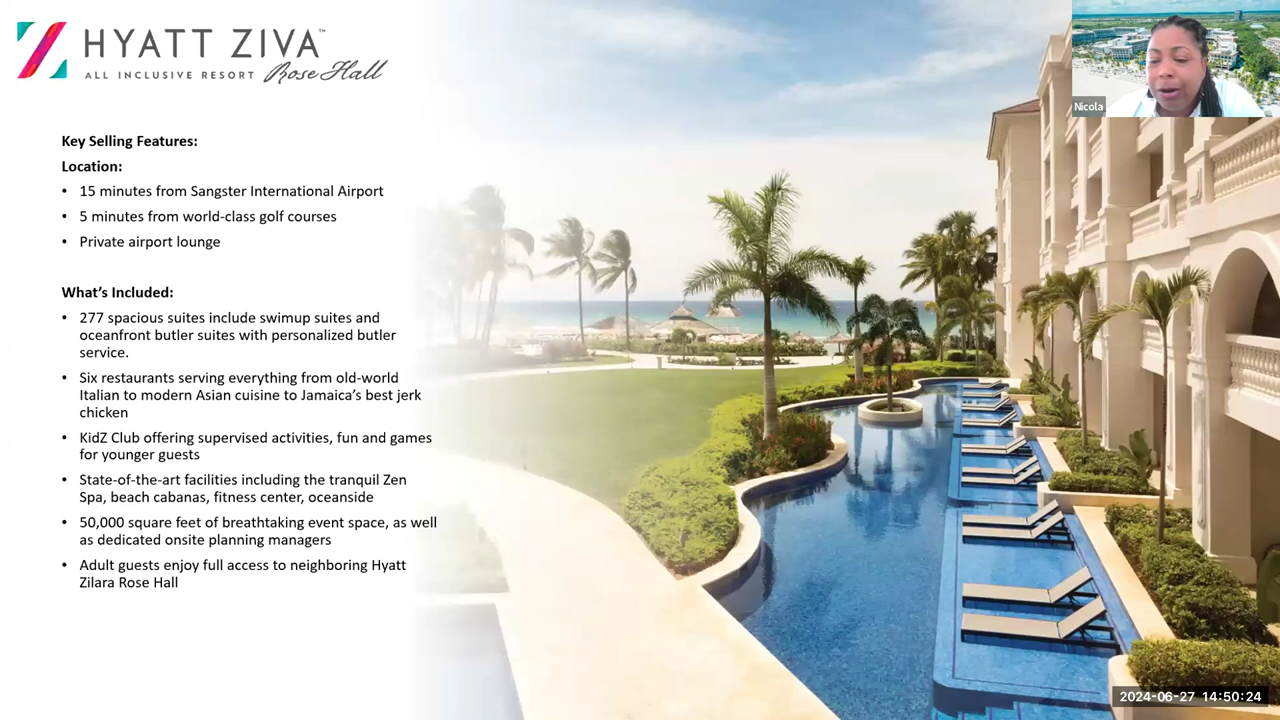 HYATT ZIVA™
ALL INCLUSIVE RESORT Rose Hall
Nicola
Key Selling Features:
Location:
• 15 minutes from Sangster International Airport
• 5 minutes from world-class golf courses
• Private airport lounge
What's Included:
• 277 spacious suites include swimup suites and
oceanfront butler suites with personalized butler
service.
• Six restaurants serving everything from old-world
Italian to modern Asian cuisine to Jamaica's best jerk
chicken
• KidZ Club offering supervised activities, fun and games
for younger guests
• State-of-the-art facilities including the tranquil Zen
Spa, beach cabanas, fitness center, oceanside
• 50,000 square feet of breathtaking event space, as well
as dedicated onsite planning managers
• Adult guests enjoy full access to neighboring Hyatt
Zilara Rose Hall
2024-06-27 14:50:24